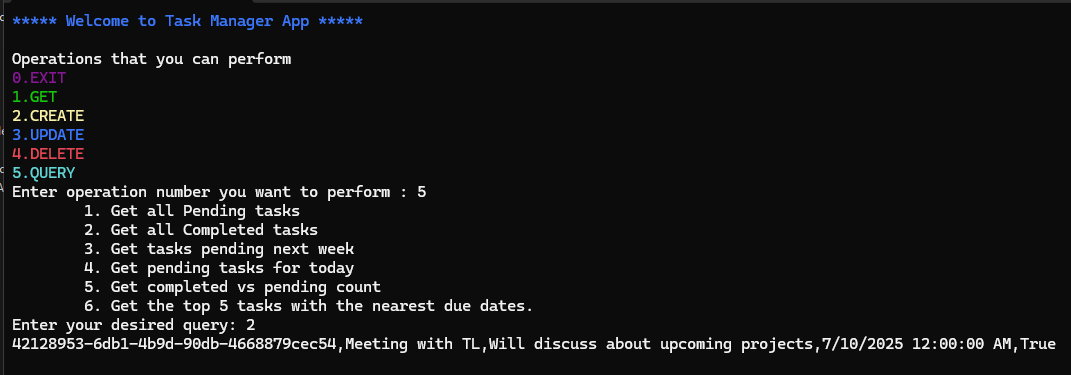 ***** Welcome to Task Manager App *****
Operations that you can perform
0.EXIT
1.GET
2.CREATE
3.UPDATE
4.DELETE
5.QUERY
Enter operation number you want to perform : 5
1. Get all Pending tasks
2. Get all Completed tasks
3. Get tasks pending next week
4. Get pending tasks for today
5. Get completed vs pending count
6. Get the top 5 tasks with the nearest due dates.
Enter your desired query: 2
42128953-6db1-4b9d-90db-4668879cec54,Meeting with TL,Will discuss about upcoming projects,7/10/2025 12:00:00 AM,True